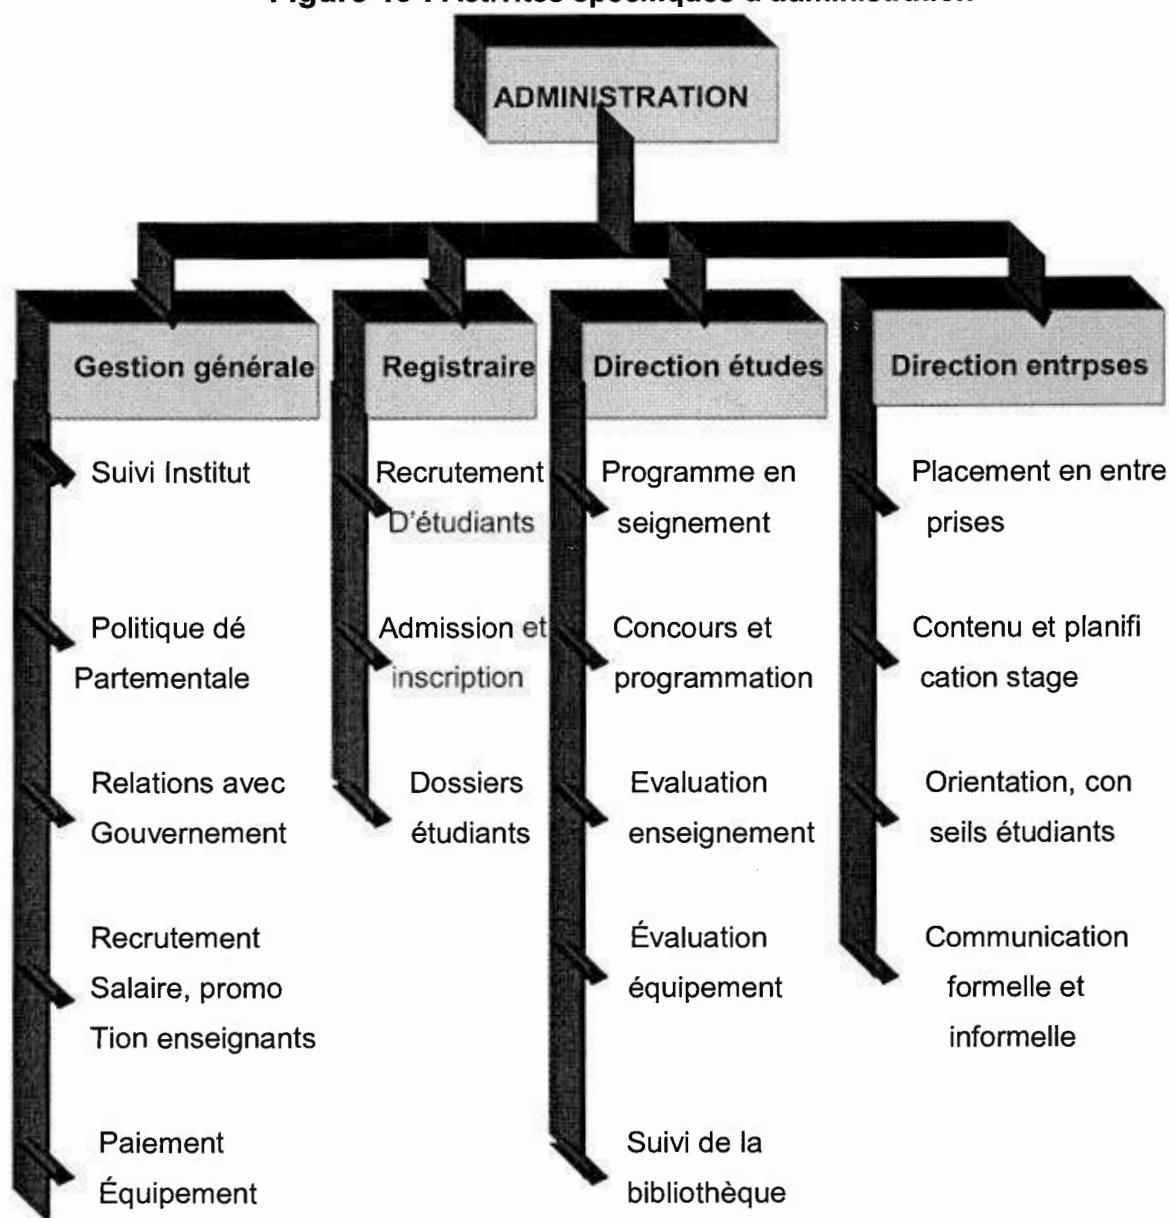 ADMINISTRATION
Gestion générale
Suivi Institut
Politique dé
Partementale
Relations avec
Gouvernement
Recrutement
Salaire, promo
Tion enseignants
Paiement
Équipement
Registraire
Recrutement
D'étudiants
Admission et
inscription
Dossiers
étudiants
Direction études
Programme en
seignement
Concours et
programmation
Evaluation
enseignement
Évaluation
équipement
Suivi de la
bibliothèque
Direction entrpses
Placement en entre
prises
Contenu et planifi
cation stage
Orientation, con
seils étudiants
Communication
formelle et
informelle